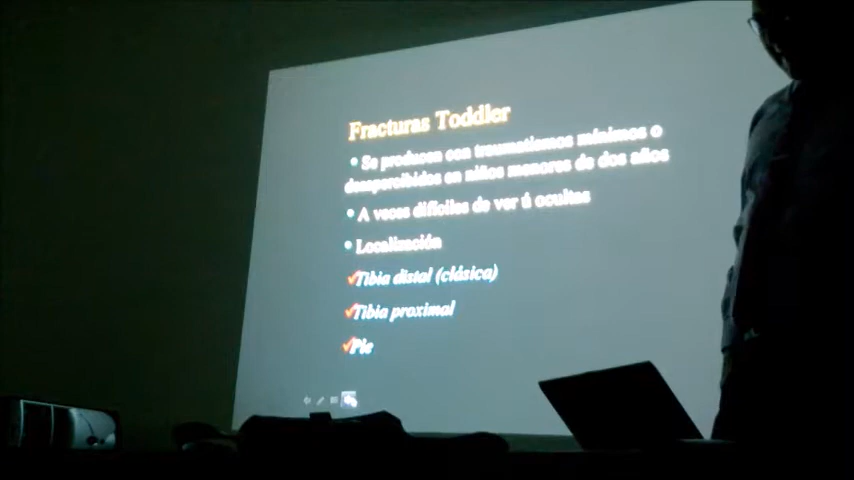 Fracturas Toddler
• Se producen con traumatismos mínimos o
desapercibidos en niños menores de dos años
• A veces difíciles de ver ú ocultas
• Localización
✓Tibia distal (clásica)
✓Tibia proximal
✓Pie